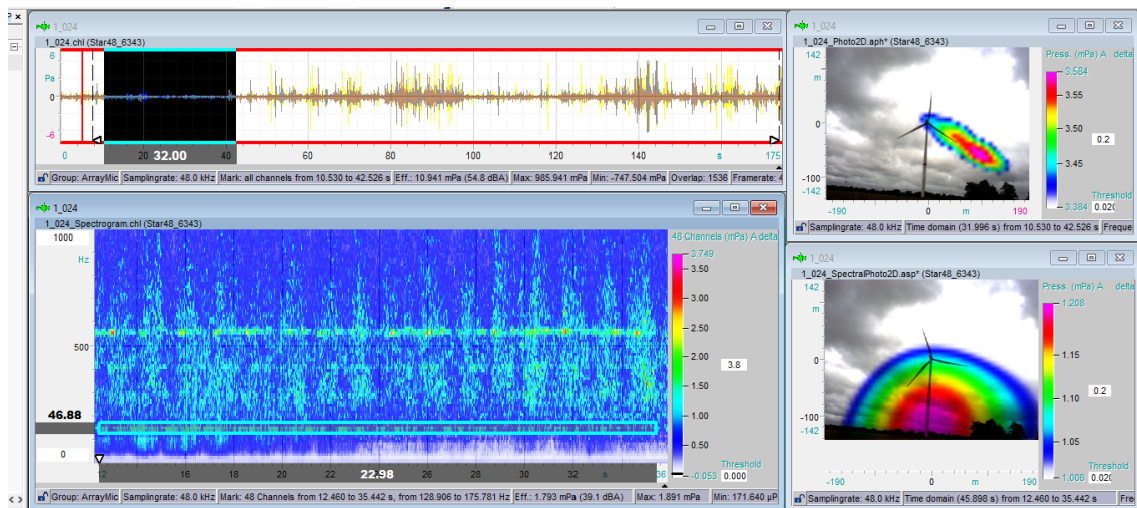 1_024
1_024.chl (Star48_6343)
6
Pa
0
-6
0 20 32.00 40 60 80 100 120 140 s 175
Group: ArrayMic Samplingrate: 48.0 kHz Mark: all channels from 10.530 to 42.526 s Eff.: 10.941 mPa (54.8 dBA) Max: 985.941 mPa Min: -747.504 mPa Overlap: 1536 Framerate: 4
1_024
1_024_Spectrogram.chl (Star48_6343)
1000
Hz
500
46.88
0
12 14 16 18 20 22.98 24 26 28 30 32 s 36
48 Channels (mPa) A delta
3.749
3.50
3.00
2.50
2.00
3.8
1.50
1.00
0.50
Threshold
-0.053 0.000
Group: ArrayMic Samplingrate: 48.0 kHz Mark: 48 Channels from 12.460 to 35.442 s, from 128.906 to 175.781 Hz Eff.: 1.793 mPa (39.1 dBA) Max: 1.891 mPa Min: 171.640 µP
1_024
1_024_Photo2D.aph* (Star48_6343)
142
m
0
-100
-142
-190 0 m 190
Press. (mPa) A delta
3.584
3.55
3.50
0.2
3.45
Threshold
3.384 0.020
Samplingrate: 48.0 kHz Time domain (31.996 s) from 10.530 to 42.526 s Freque
1_024
1_024_SpectralPhoto2D.asp* (Star48_6343)
142
m
0
-100
-142
-190 0 m 190
Press. (mPa) A delta
1.208
1.15
1.10
0.2
1.05
Threshold
1.008 0.020
Samplingrate: 48.0 kHz Time domain (45.898 s) from 12.460 to 35.442 s Fre